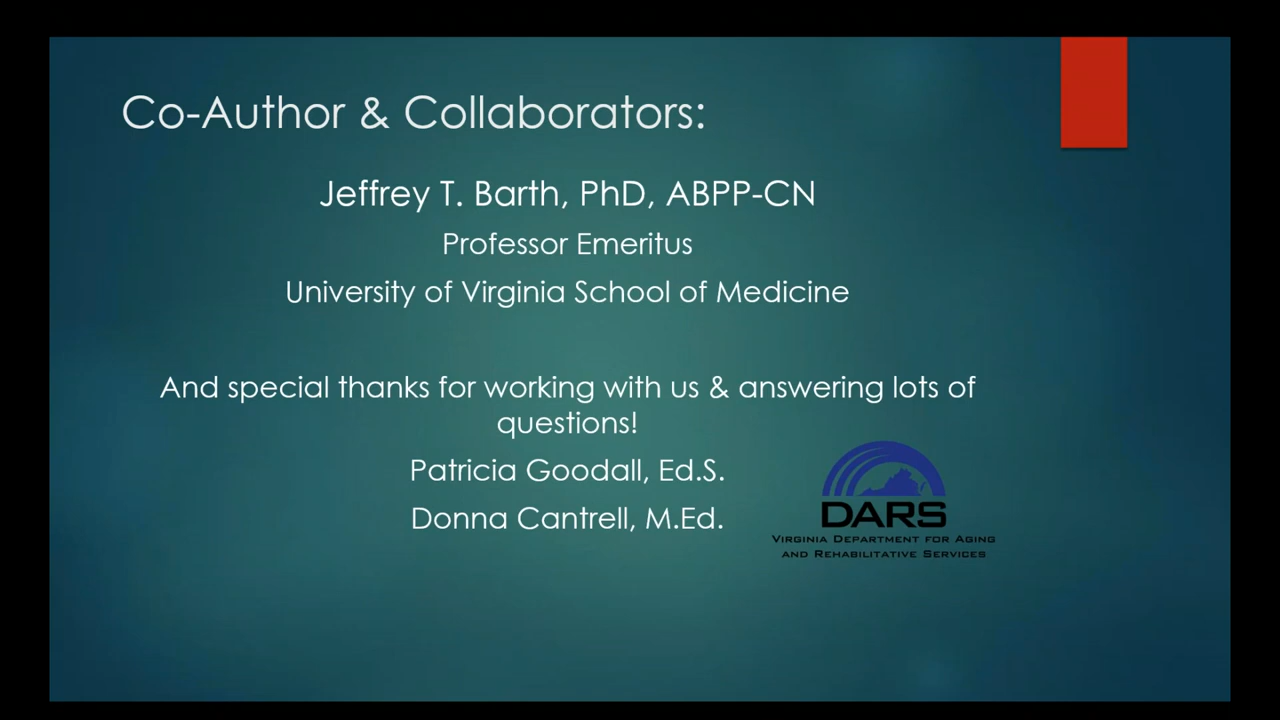 Co-Author & Collaborators:
Jeffrey T. Barth, PhD, ABPP-CN
Professor Emeritus
University of Virginia School of Medicine
And special thanks for working with us & answering lots of
questions!
Patricia Goodall, Ed.S.
Donna Cantrell, M.Ed.
DARS
Virginia Department for Aging
and Rehabilitative Services